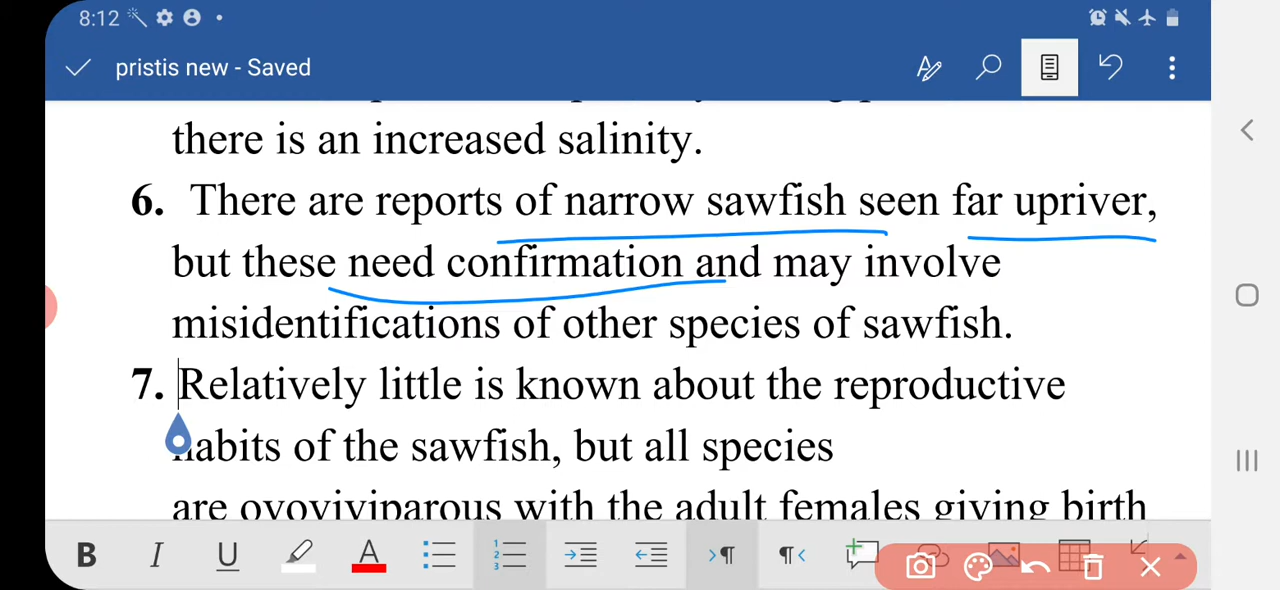 8:12
pristis new - Saved
there is an increased salinity.
6. There are reports of narrow sawfish seen far upriver,
but these need confirmation and may involve
misidentifications of other species of sawfish.
7. Relatively little is known about the reproductive
habits of the sawfish, but all species
are ovoviviparous with the adult females giving birth
B I U A